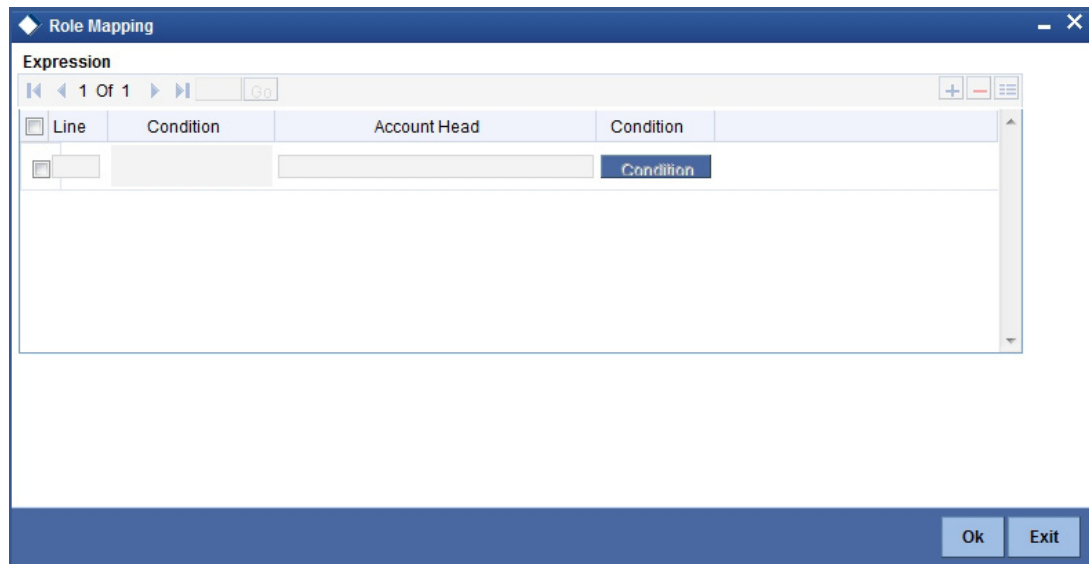 Role Mapping
Expression
1 Of 1 Go
Line Condition Account Head Condition
Condition
Ok Exit